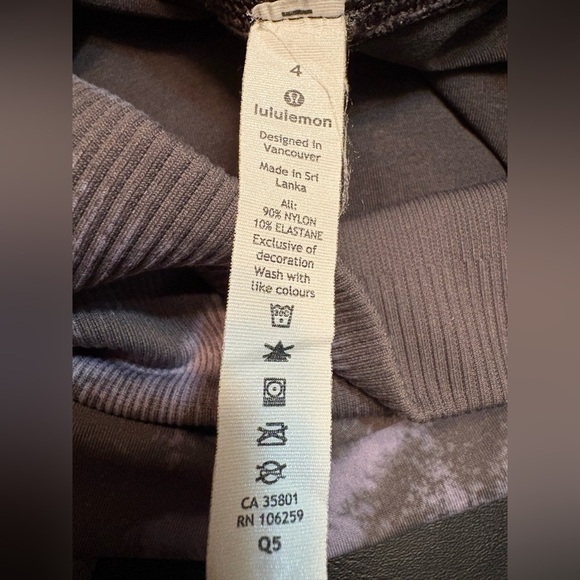 4
lululemon
Designed in
Vancouver
Made in Sri
Lanka
All:
90% NYLON
10% ELASTANE
Exclusive of
decoration
Wash with
like colours
30C
CA 35801
RN 106259
Q5